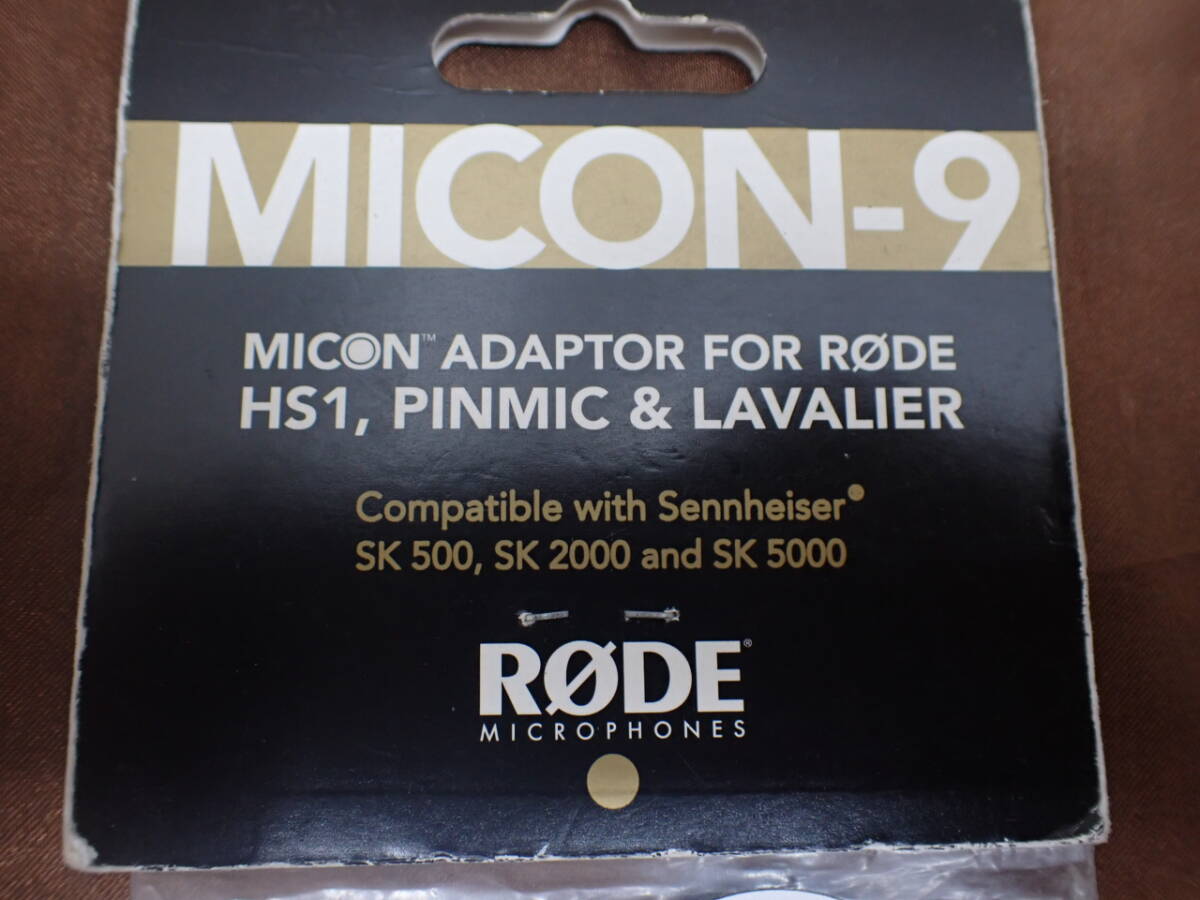 MICON-9
MICON™ ADAPTOR FOR RØDE
HS1, PINMIC & LAVALIER
Compatible with Sennheiser®
SK 500, SK 2000 and SK 5000
RØDE®
MICROPHONES